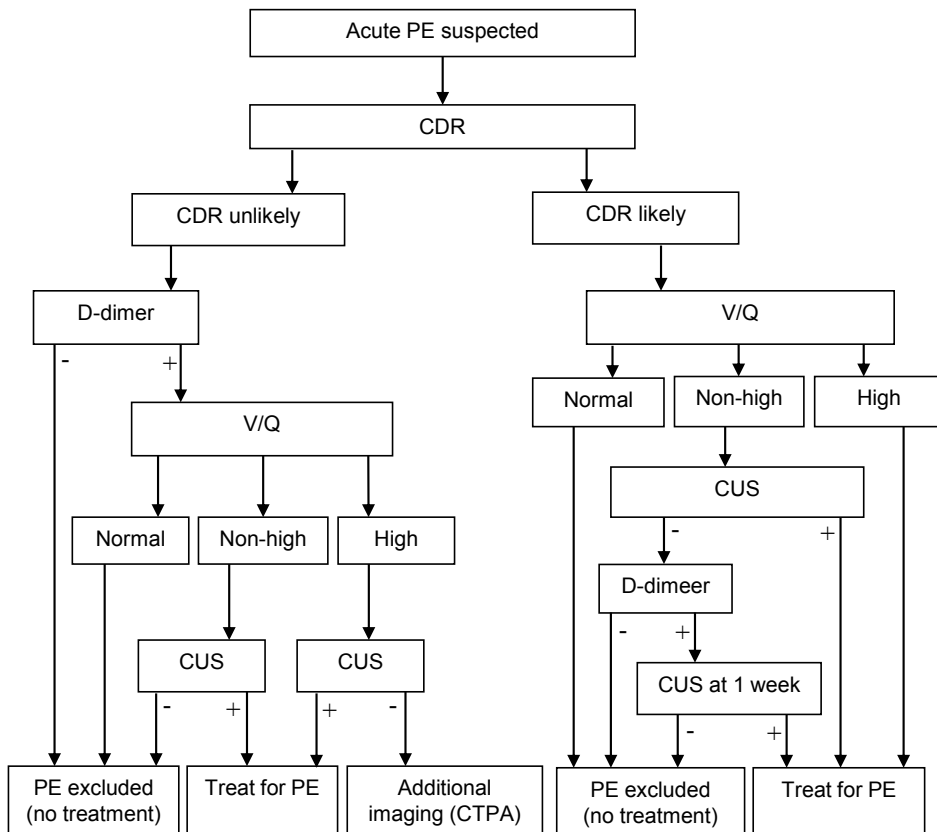 Acute PE suspected
CDR
CDR unlikely
CDR likely
D-dimer
V/Q
-
+
Normal
Non-high
High
V/Q
CUS
Normal
Non-high
High
-
+
D-dimeer
-
+
CUS
CUS
CUS at 1 week
-
+
+
-
-
+
PE excluded
(no treatment)
Treat for PE
Additional
imaging (CTPA)
PE excluded
(no treatment)
Treat for PE